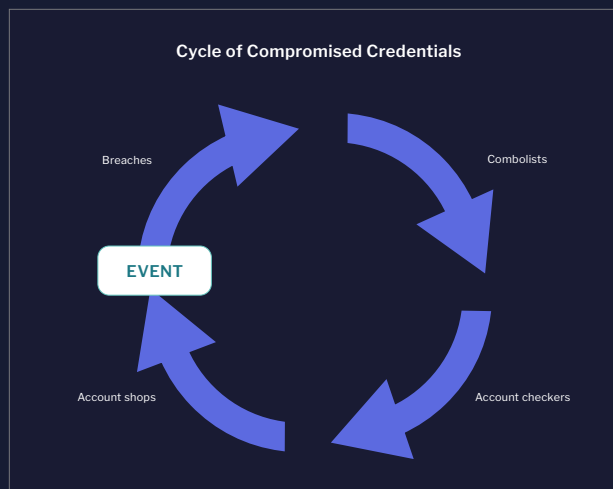 Cycle of Compromised Credentials
Breaches
Combolists
EVENT
Account shops
Account checkers